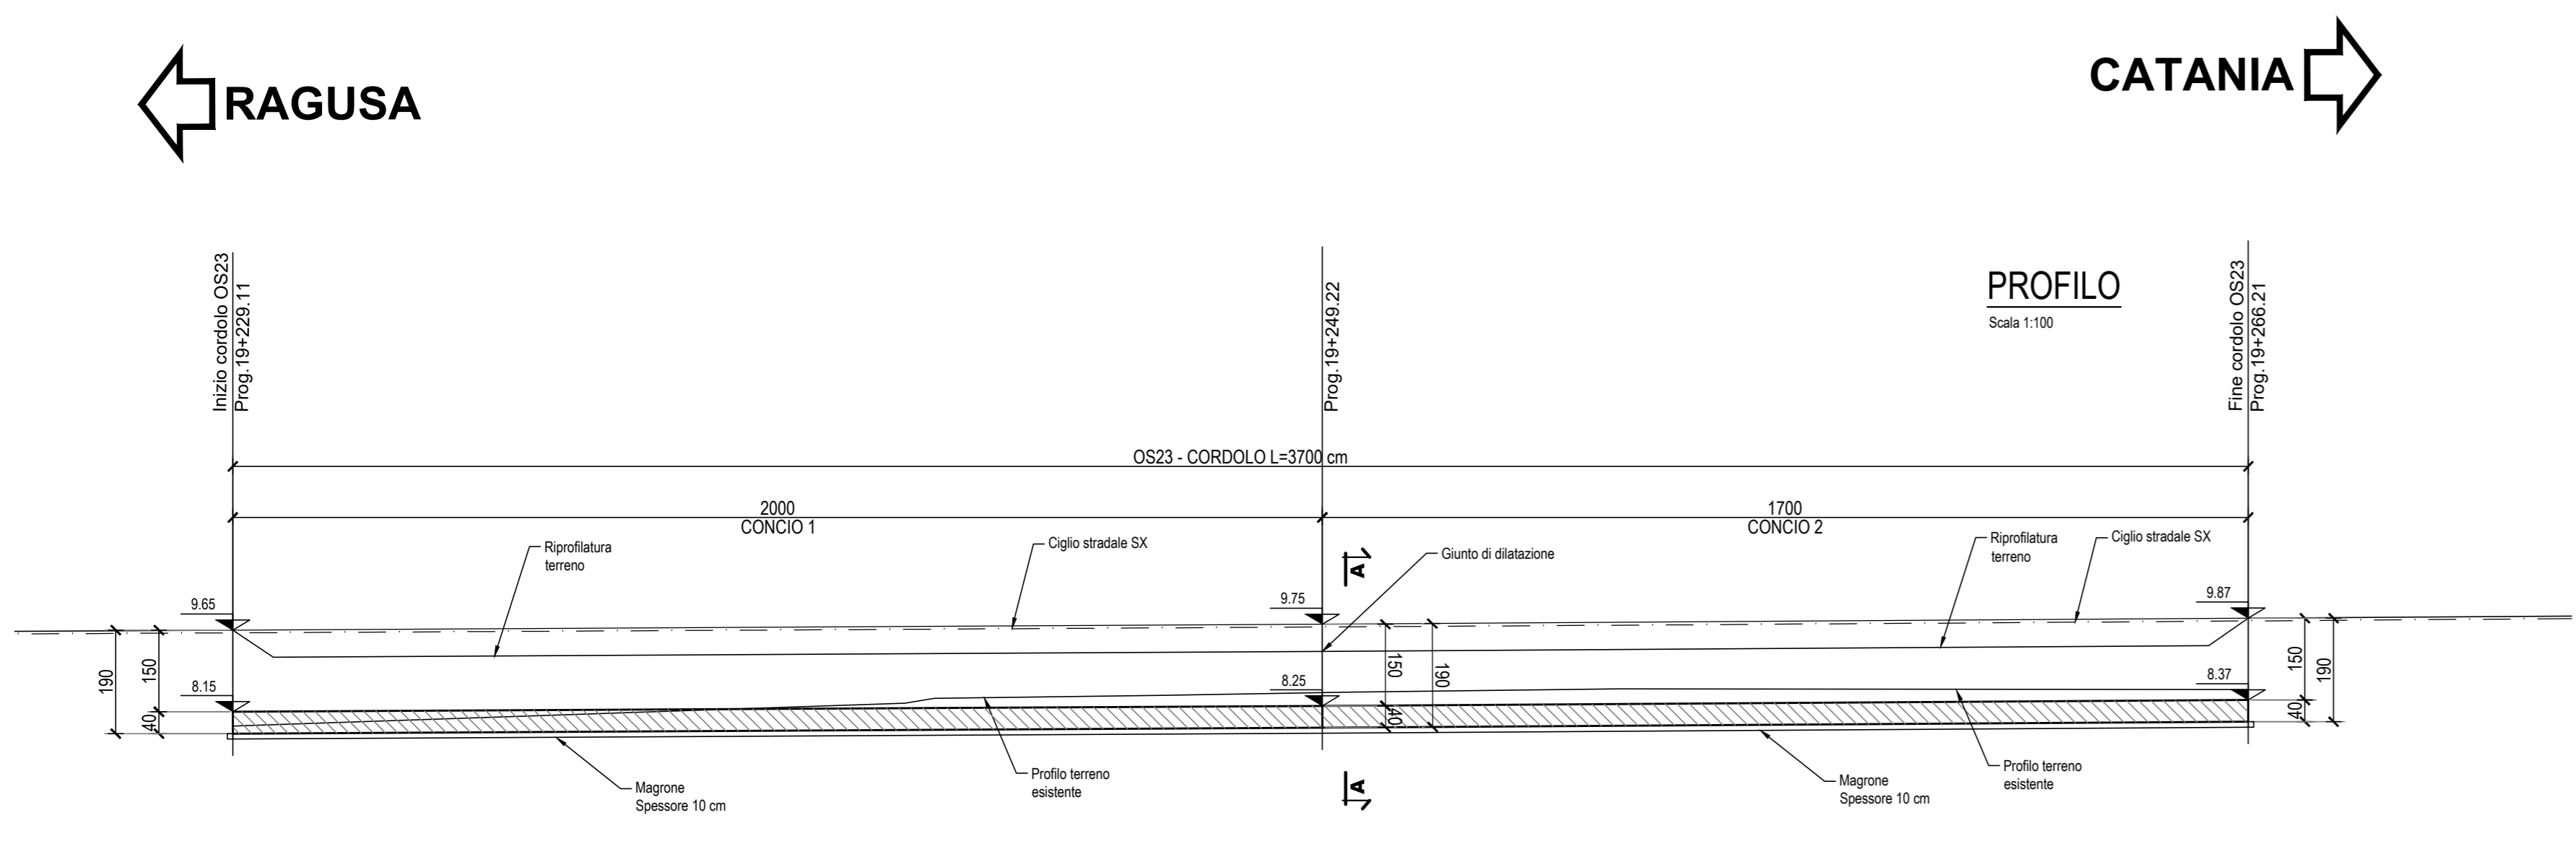 RAGUSA
CATANIA
Inizio cordolo OS23
Prog.19+229.11
Prog.19+249.22
PROFILO
Scala 1:100
Fine cordolo OS23
Prog.19+266.21
OS23 - CORDOLO L=3700 cm
2000
CONCIO 1
1700
CONCIO 2
Riprofilatura
terreno
Ciglio stradale SX
A
Giunto di dilatazione
Riprofilatura
terreno
Ciglio stradale SX
9.65
9.75
9.87
190
150
40
8.15
8.25
150
190
40
8.37
150
190
40
Magrone
Spessore 10 cm
Profilo terreno
esistente
A
Magrone
Spessore 10 cm
Profilo terreno
esistente